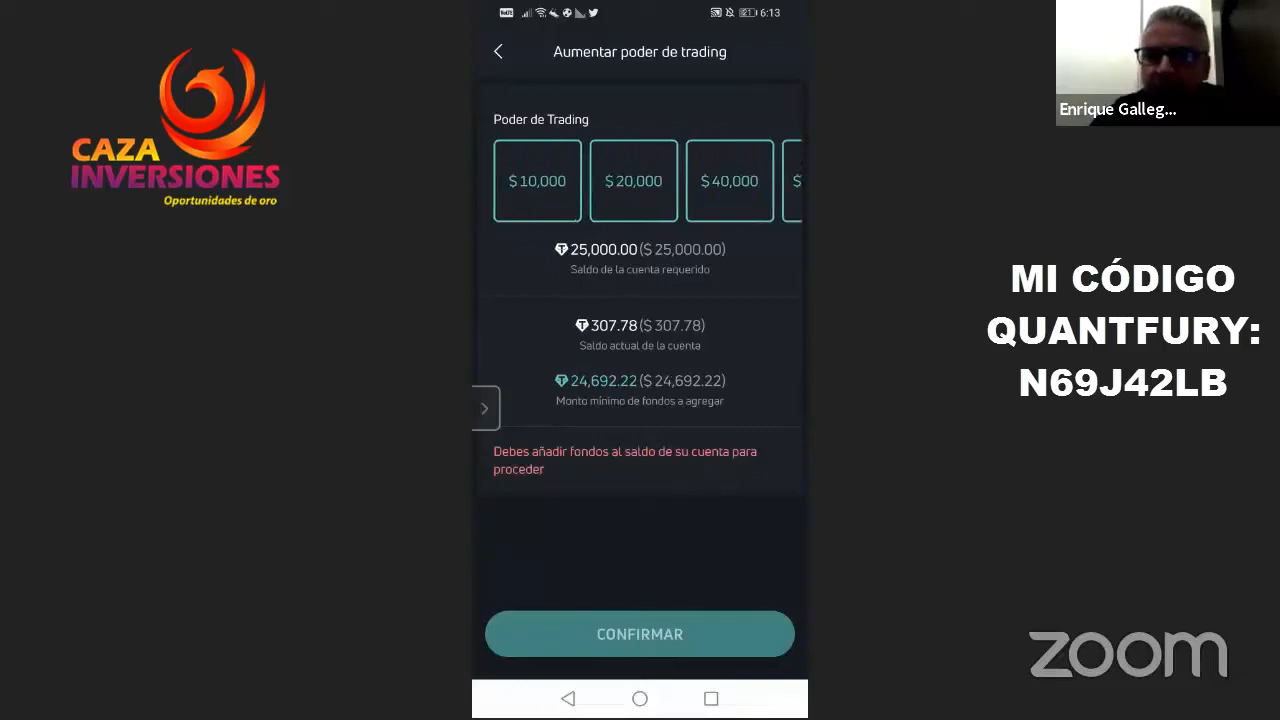 VoLTE
6:13
Aumentar poder de trading
Enrique Galleg...
Poder de Trading
$10,000
$20,000
$40,000
$
25,000.00 ($ 25,000.00)
Saldo de la cuenta requerido
307.78 ($ 307.78)
Saldo actual de la cuenta
24,692.22 ($ 24,692.22)
Monto mínimo de fondos a agregar
Debes añadir fondos al saldo de su cuenta para
proceder
CONFIRMAR
CAZA
INVERSIONES
Oportunidades de oro
MI CÓDIGO
QUANTFURY:
N69J42LB
zoom